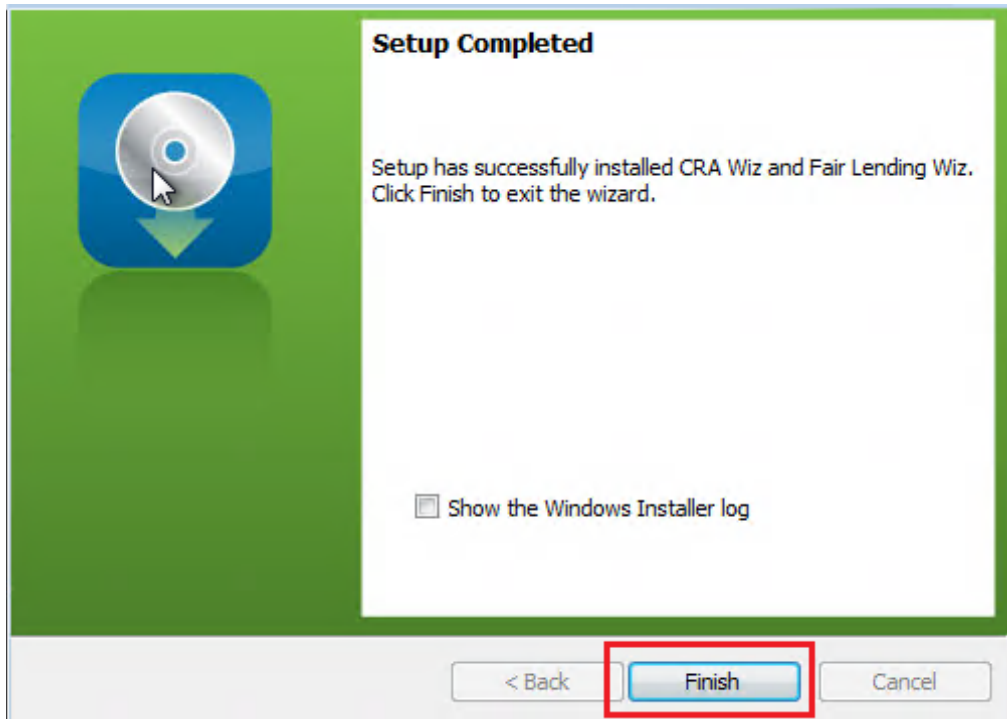 Setup Completed
Setup has successfully installed CRA Wiz and Fair Lending Wiz.
Click Finish to exit the wizard.
Show the Windows Installer log
< Back
Finish
Cancel